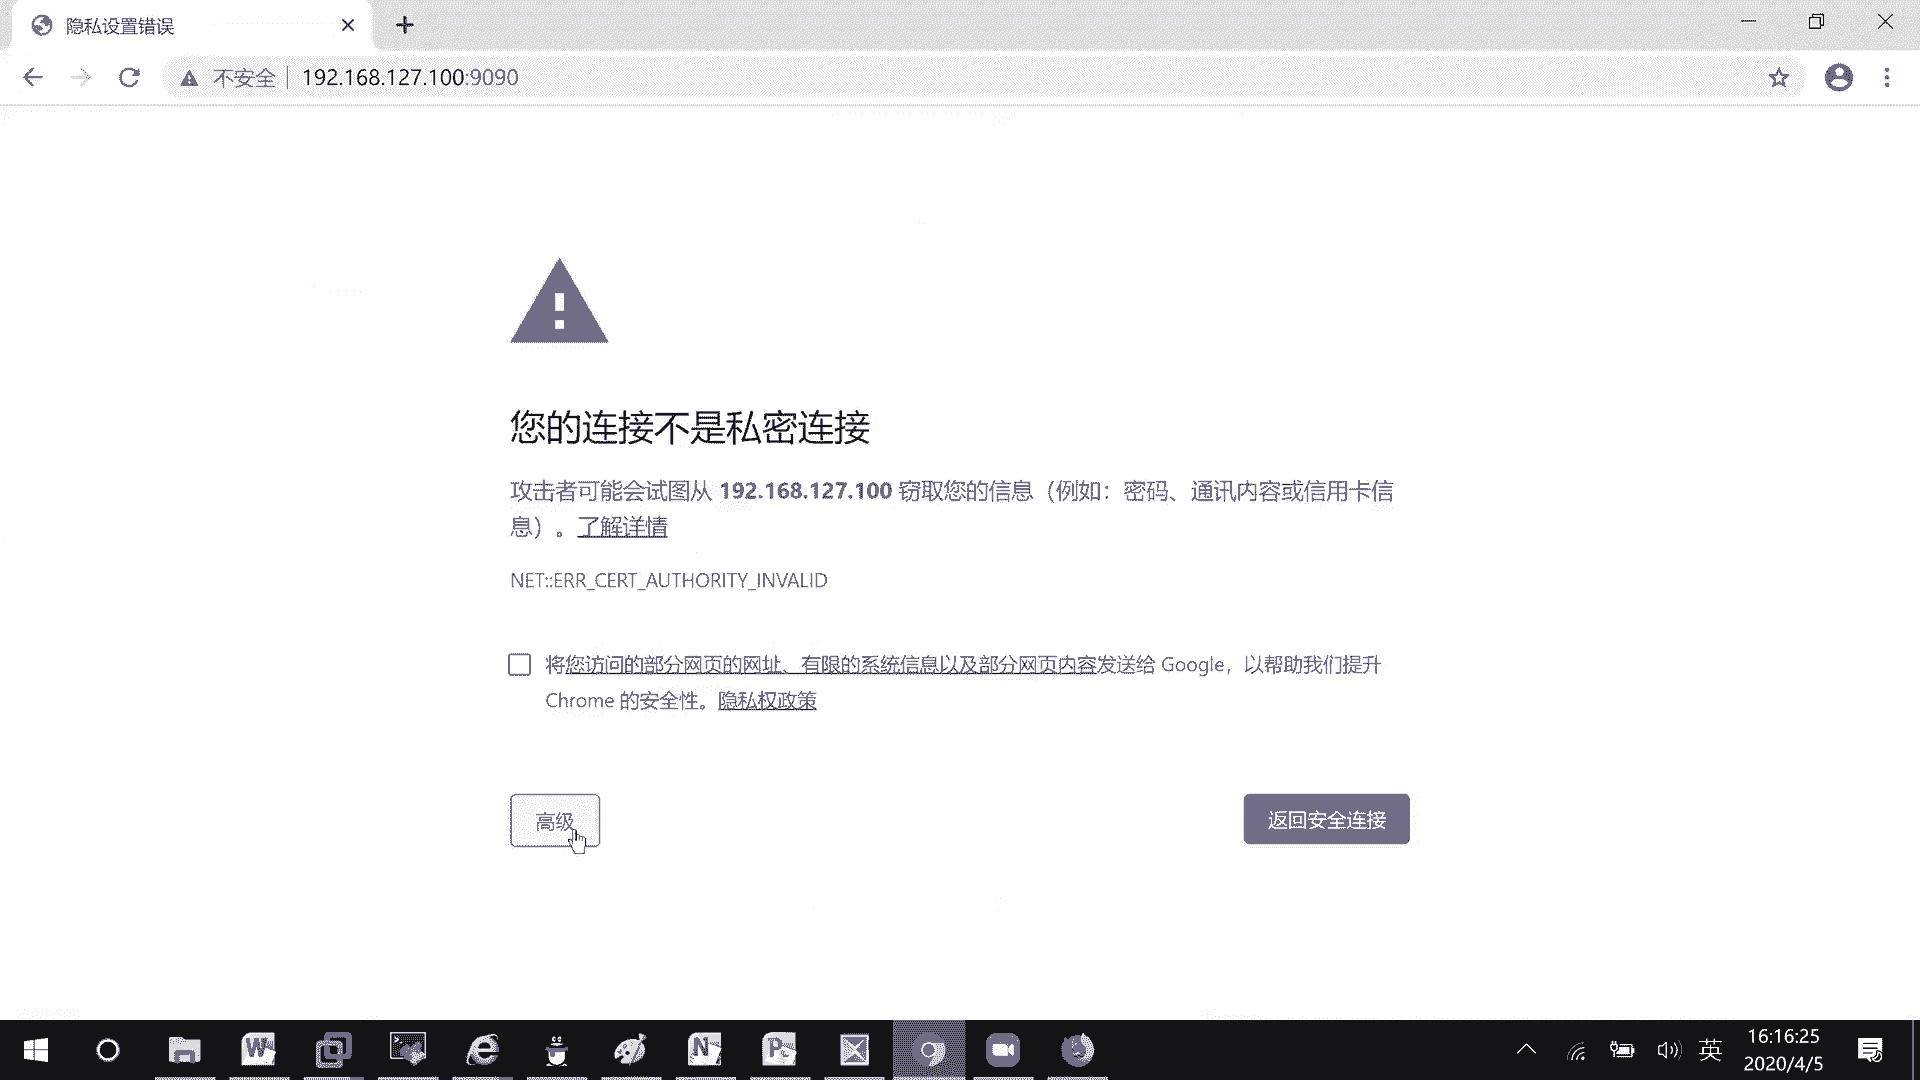 隐私设置错误
不安全 192.168.127.100:9090
您的连接不是私密连接
攻击者可能会试图从 192.168.127.100 窃取您的信息（例如：密码、通讯内容或信用卡信
息）。了解详情
NET::ERR_CERT_AUTHORITY_INVALID
将您访问的部分网页的网址、有限的系统信息以及部分网页内容发送给 Google，以帮助我们提升
Chrome 的安全性。隐私权政策
高级
返回安全连接
英
16:16:25
2020/4/5